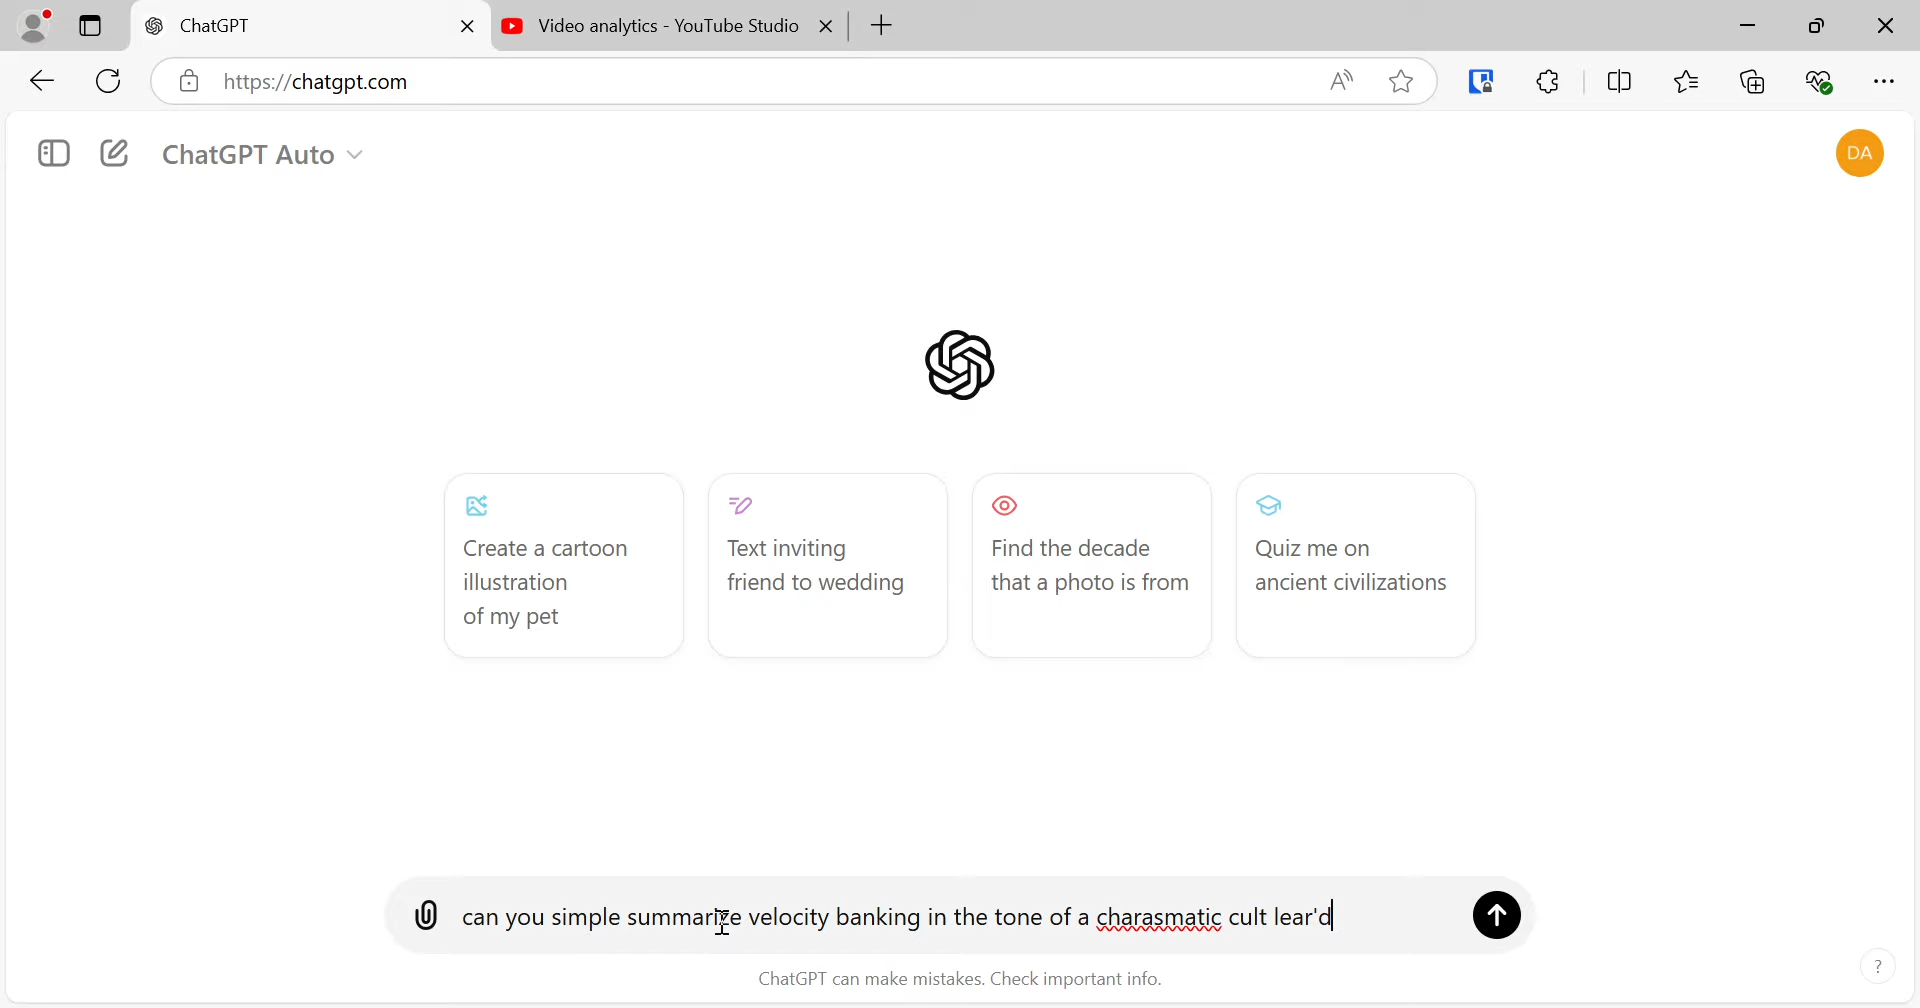 ChatGPT
Video analytics - YouTube Studio
https://chatgpt.com
ChatGPT Auto
DA
Create a cartoon
illustration
of my pet
Text inviting
friend to wedding
Find the decade
that a photo is from
Quiz me on
ancient civilizations
can you simple summarize velocity banking in the tone of a charasmatic cult lear'd
ChatGPT can make mistakes. Check important info.
?